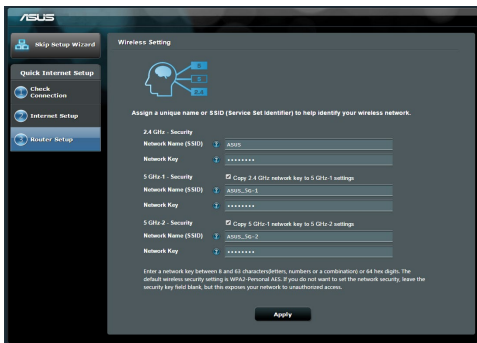 ASUS
Skip Setup Wizard
Wireless Setting
Quick Internet Setup
Check
Connection
Internet Setup
Router Setup
5
5
2.4
Assign a unique name or SSID (Service Set Identifier) to help identify your wireless network.
2.4 GHz - Security
Network Name (SSID) ASUS
Network Key ••••••••
5 GHz-1 - Security Copy 2.4 GHz network key to 5 GHz-1 settings
Network Name (SSID) ASUS_5G-1
Network Key ••••••••
5 GHz-2 - Security Copy 5 GHz-1 network key to 5 GHz-2 settings
Network Name (SSID) ASUS_5G-2
Network Key ••••••••
Enter a network key between 8 and 63 characters(letters, numbers or a combination) or 64 hex digits. The
default wireless security setting is WPA2-Personal AES. If you do not want to set the network security, leave the
security key field blank, but this exposes your network to unauthorized access.
Apply